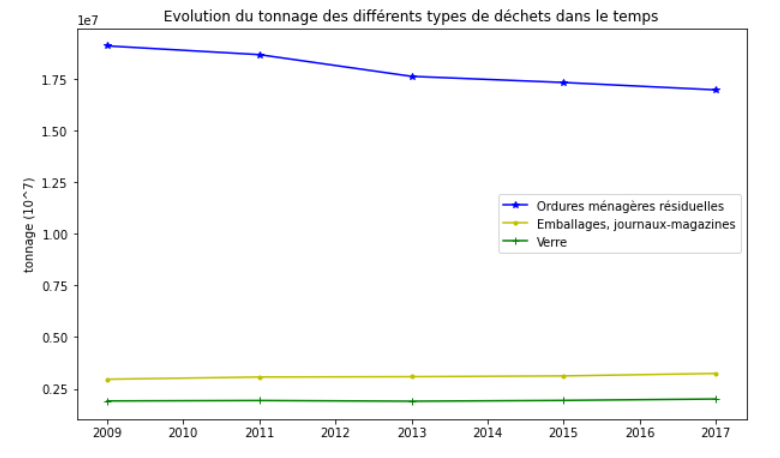 Evolution du tonnage des différents types de déchets dans le temps
1e7
1.75
1.50
1.25
1.00
0.75
0.50
0.25
tonnage (10^7)
Ordures ménagères résiduelles
Emballages, journaux-magazines
Verre
2009 2010 2011 2012 2013 2014 2015 2016 2017